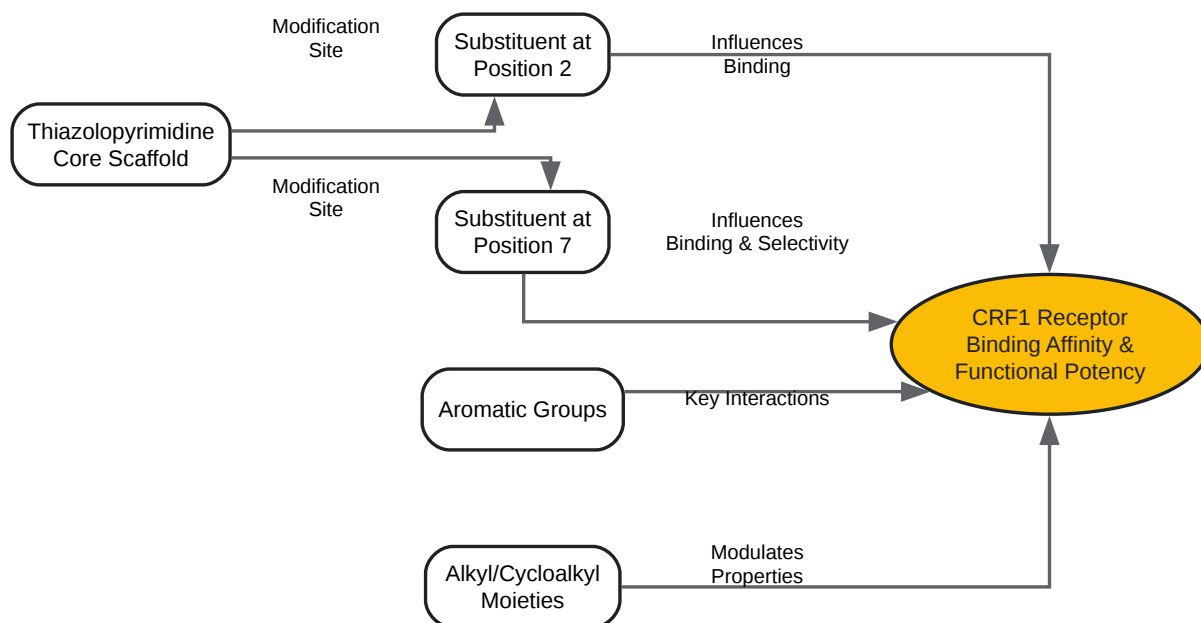 Modification
Site
Substituent at
Position 2
Influences
Binding
Thiazolopyrimidine
Core Scaffold
Modification
Site
Substituent at
Position 7
Influences
Binding & Selectivity
CRF1 Receptor
Binding Affinity &
Functional Potency
Aromatic Groups
Key Interactions
Alkyl/Cycloalkyl
Moieties
Modulates
Properties